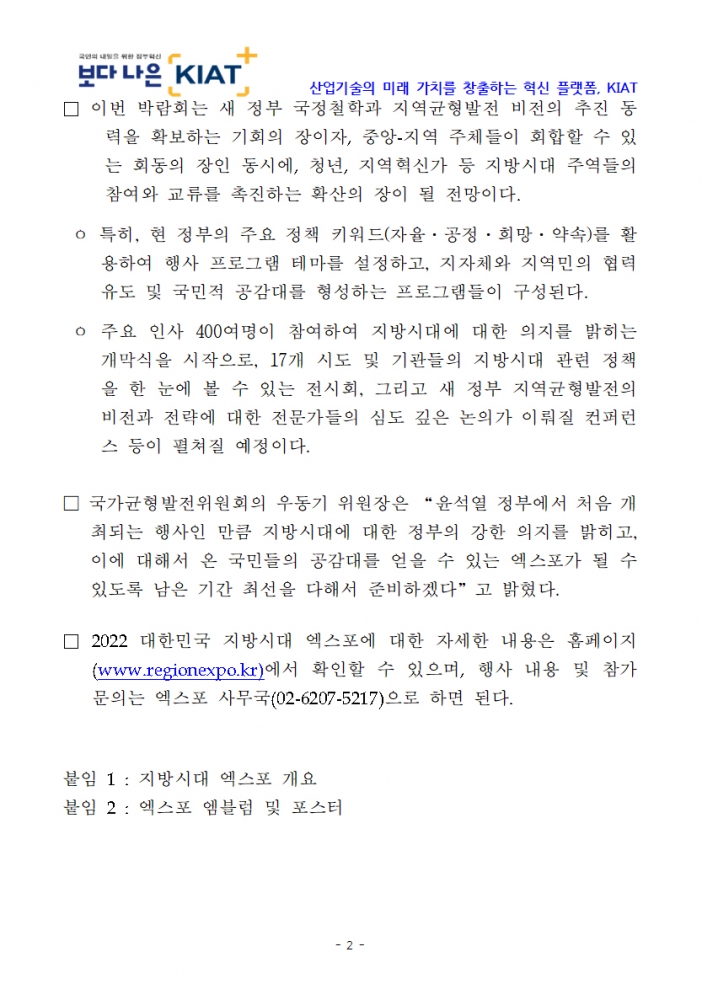 국민의 내일을 위한 정부혁신
보다 나은 KIAT
산업기술의 미래 가치를 창출하는 혁신 플랫폼, KIAT
□ 이번 박람회는 새 정부 국정철학과 지역균형발전 비전의 추진 동
력을 확보하는 기회의 장이자, 중앙-지역 주체들이 회합할 수 있
는 회동의 장인 동시에, 청년, 지역혁신가 등 지방시대 주역들의
참여와 교류를 촉진하는 확산의 장이 될 전망이다.
ㅇ 특히, 현 정부의 주요 정책 키워드(자율·공정·희망·약속)를 활
용하여 행사 프로그램 테마를 설정하고, 지자체와 지역민의 협력
유도 및 국민적 공감대를 형성하는 프로그램들이 구성된다.
ㅇ 주요 인사 400여명이 참여하여 지방시대에 대한 의지를 밝히는
개막식을 시작으로, 17개 시도 및 기관들의 지방시대 관련 정책
을 한 눈에 볼 수 있는 전시회, 그리고 새 정부 지역균형발전의
비전과 전략에 대한 전문가들의 심도 깊은 논의가 이뤄질 컨퍼런
스 등이 펼쳐질 예정이다.
□ 국가균형발전위원회의 우동기 위원장은 “윤석열 정부에서 처음 개
최되는 행사인 만큼 지방시대에 대한 정부의 강한 의지를 밝히고,
이에 대해서 온 국민들의 공감대를 얻을 수 있는 엑스포가 될 수
있도록 남은 기간 최선을 다해서 준비하겠다”고 밝혔다.
□ 2022 대한민국 지방시대 엑스포에 대한 자세한 내용은 홈페이지
(www.regionexpo.kr)에서 확인할 수 있으며, 행사 내용 및 참가
문의는 엑스포 사무국(02-6207-5217)으로 하면 된다.
붙임 1 : 지방시대 엑스포 개요
붙임 2 : 엑스포 엠블럼 및 포스터
- 2 -